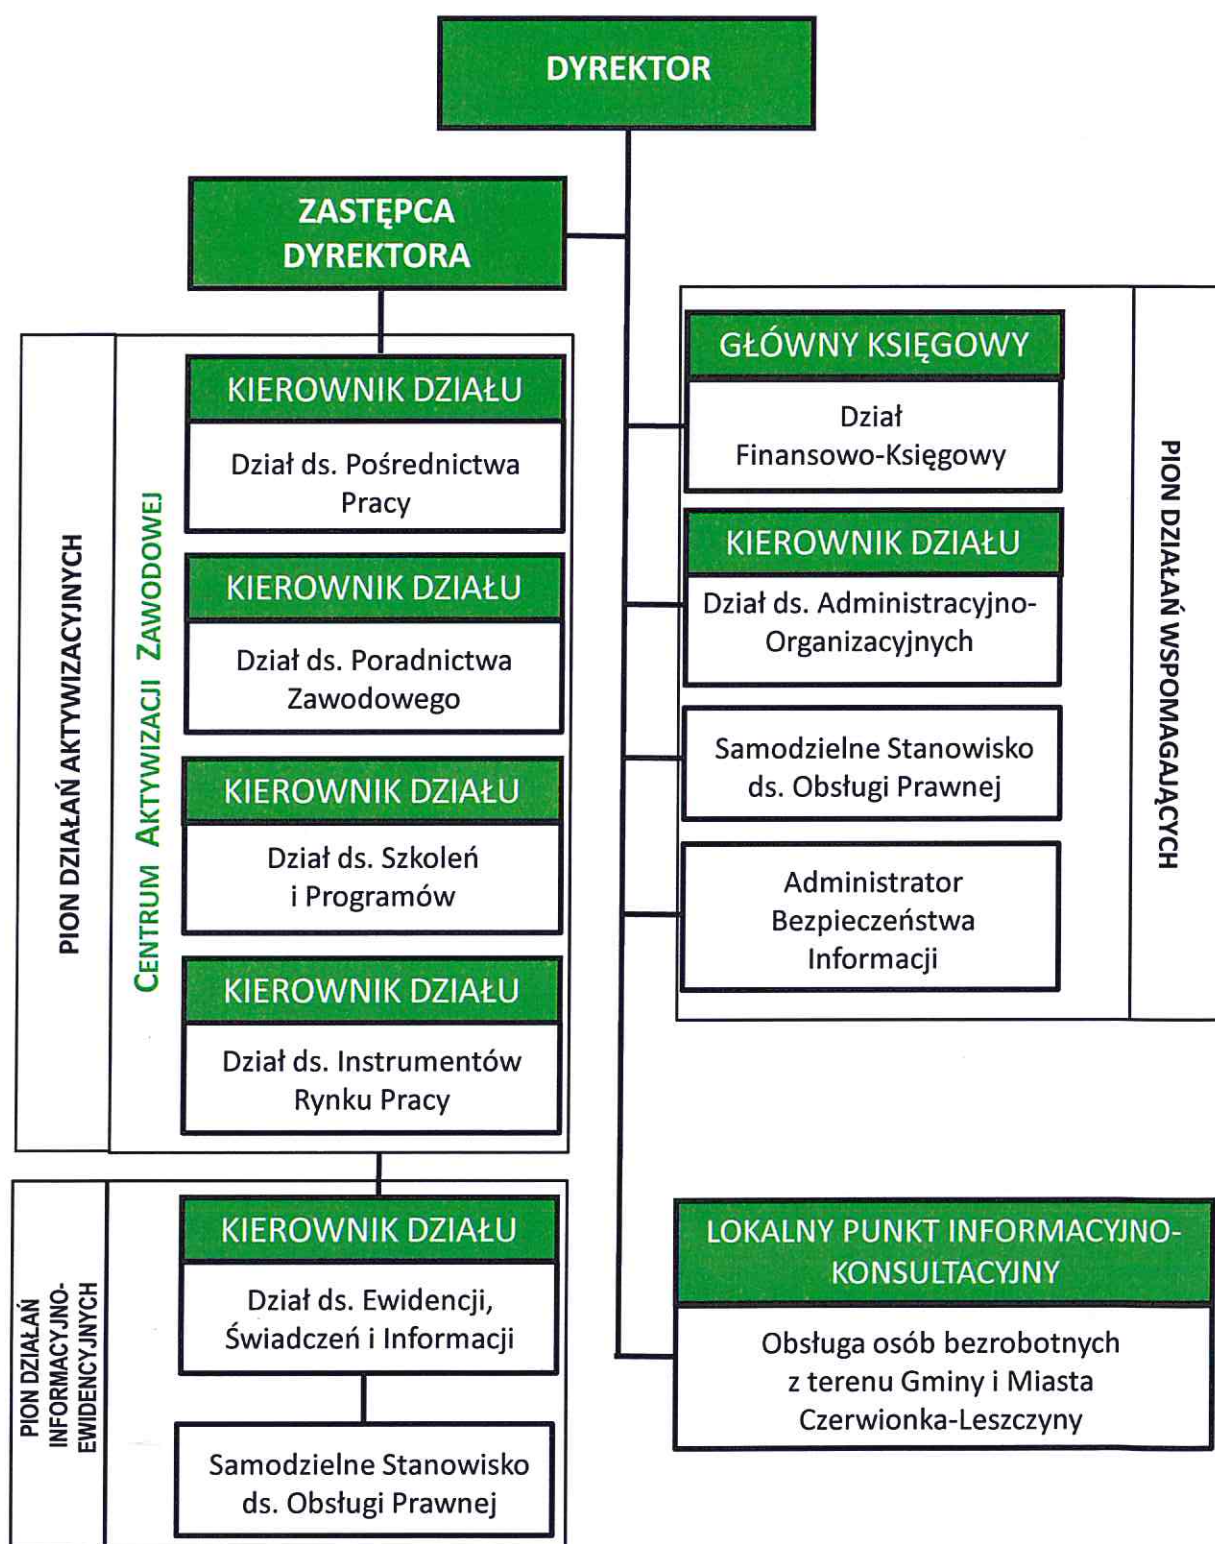 DYREKTOR
ZASTĘPCA
DYREKTORA
PION DZIAŁAŃ AKTYWIZACYJNYCH
CENTRUM AKTYWIZACJI ZAWODOWEJ
KIEROWNIK DZIAŁU
Dział ds. Pośrednictwa
Pracy
KIEROWNIK DZIAŁU
Dział ds. Poradnictwa
Zawodowego
KIEROWNIK DZIAŁU
Dział ds. Szkoleń
i Programów
KIEROWNIK DZIAŁU
Dział ds. Instrumentów
Rynku Pracy
PION DZIAŁAŃ
INFORMACYJNO-
EWIDENCYJNYCH
KIEROWNIK DZIAŁU
Dział ds. Ewidencji,
Świadczeń i Informacji
Samodzielne Stanowisko
ds. Obsługi Prawnej
GŁÓWNY KSIĘGOWY
Dział
Finansowo-Księgowy
KIEROWNIK DZIAŁU
Dział ds. Administracyjno-
Organizacyjnych
Samodzielne Stanowisko
ds. Obsługi Prawnej
Administrator
Bezpieczeństwa
Informacji
PION DZIAŁAŃ WSPOMAGAJĄCYCH
LOKALNY PUNKT INFORMACYJNO-
KONSULTACYJNY
Obsługa osób bezrobotnych
z terenu Gminy i Miasta
Czerwionka-Leszczyny